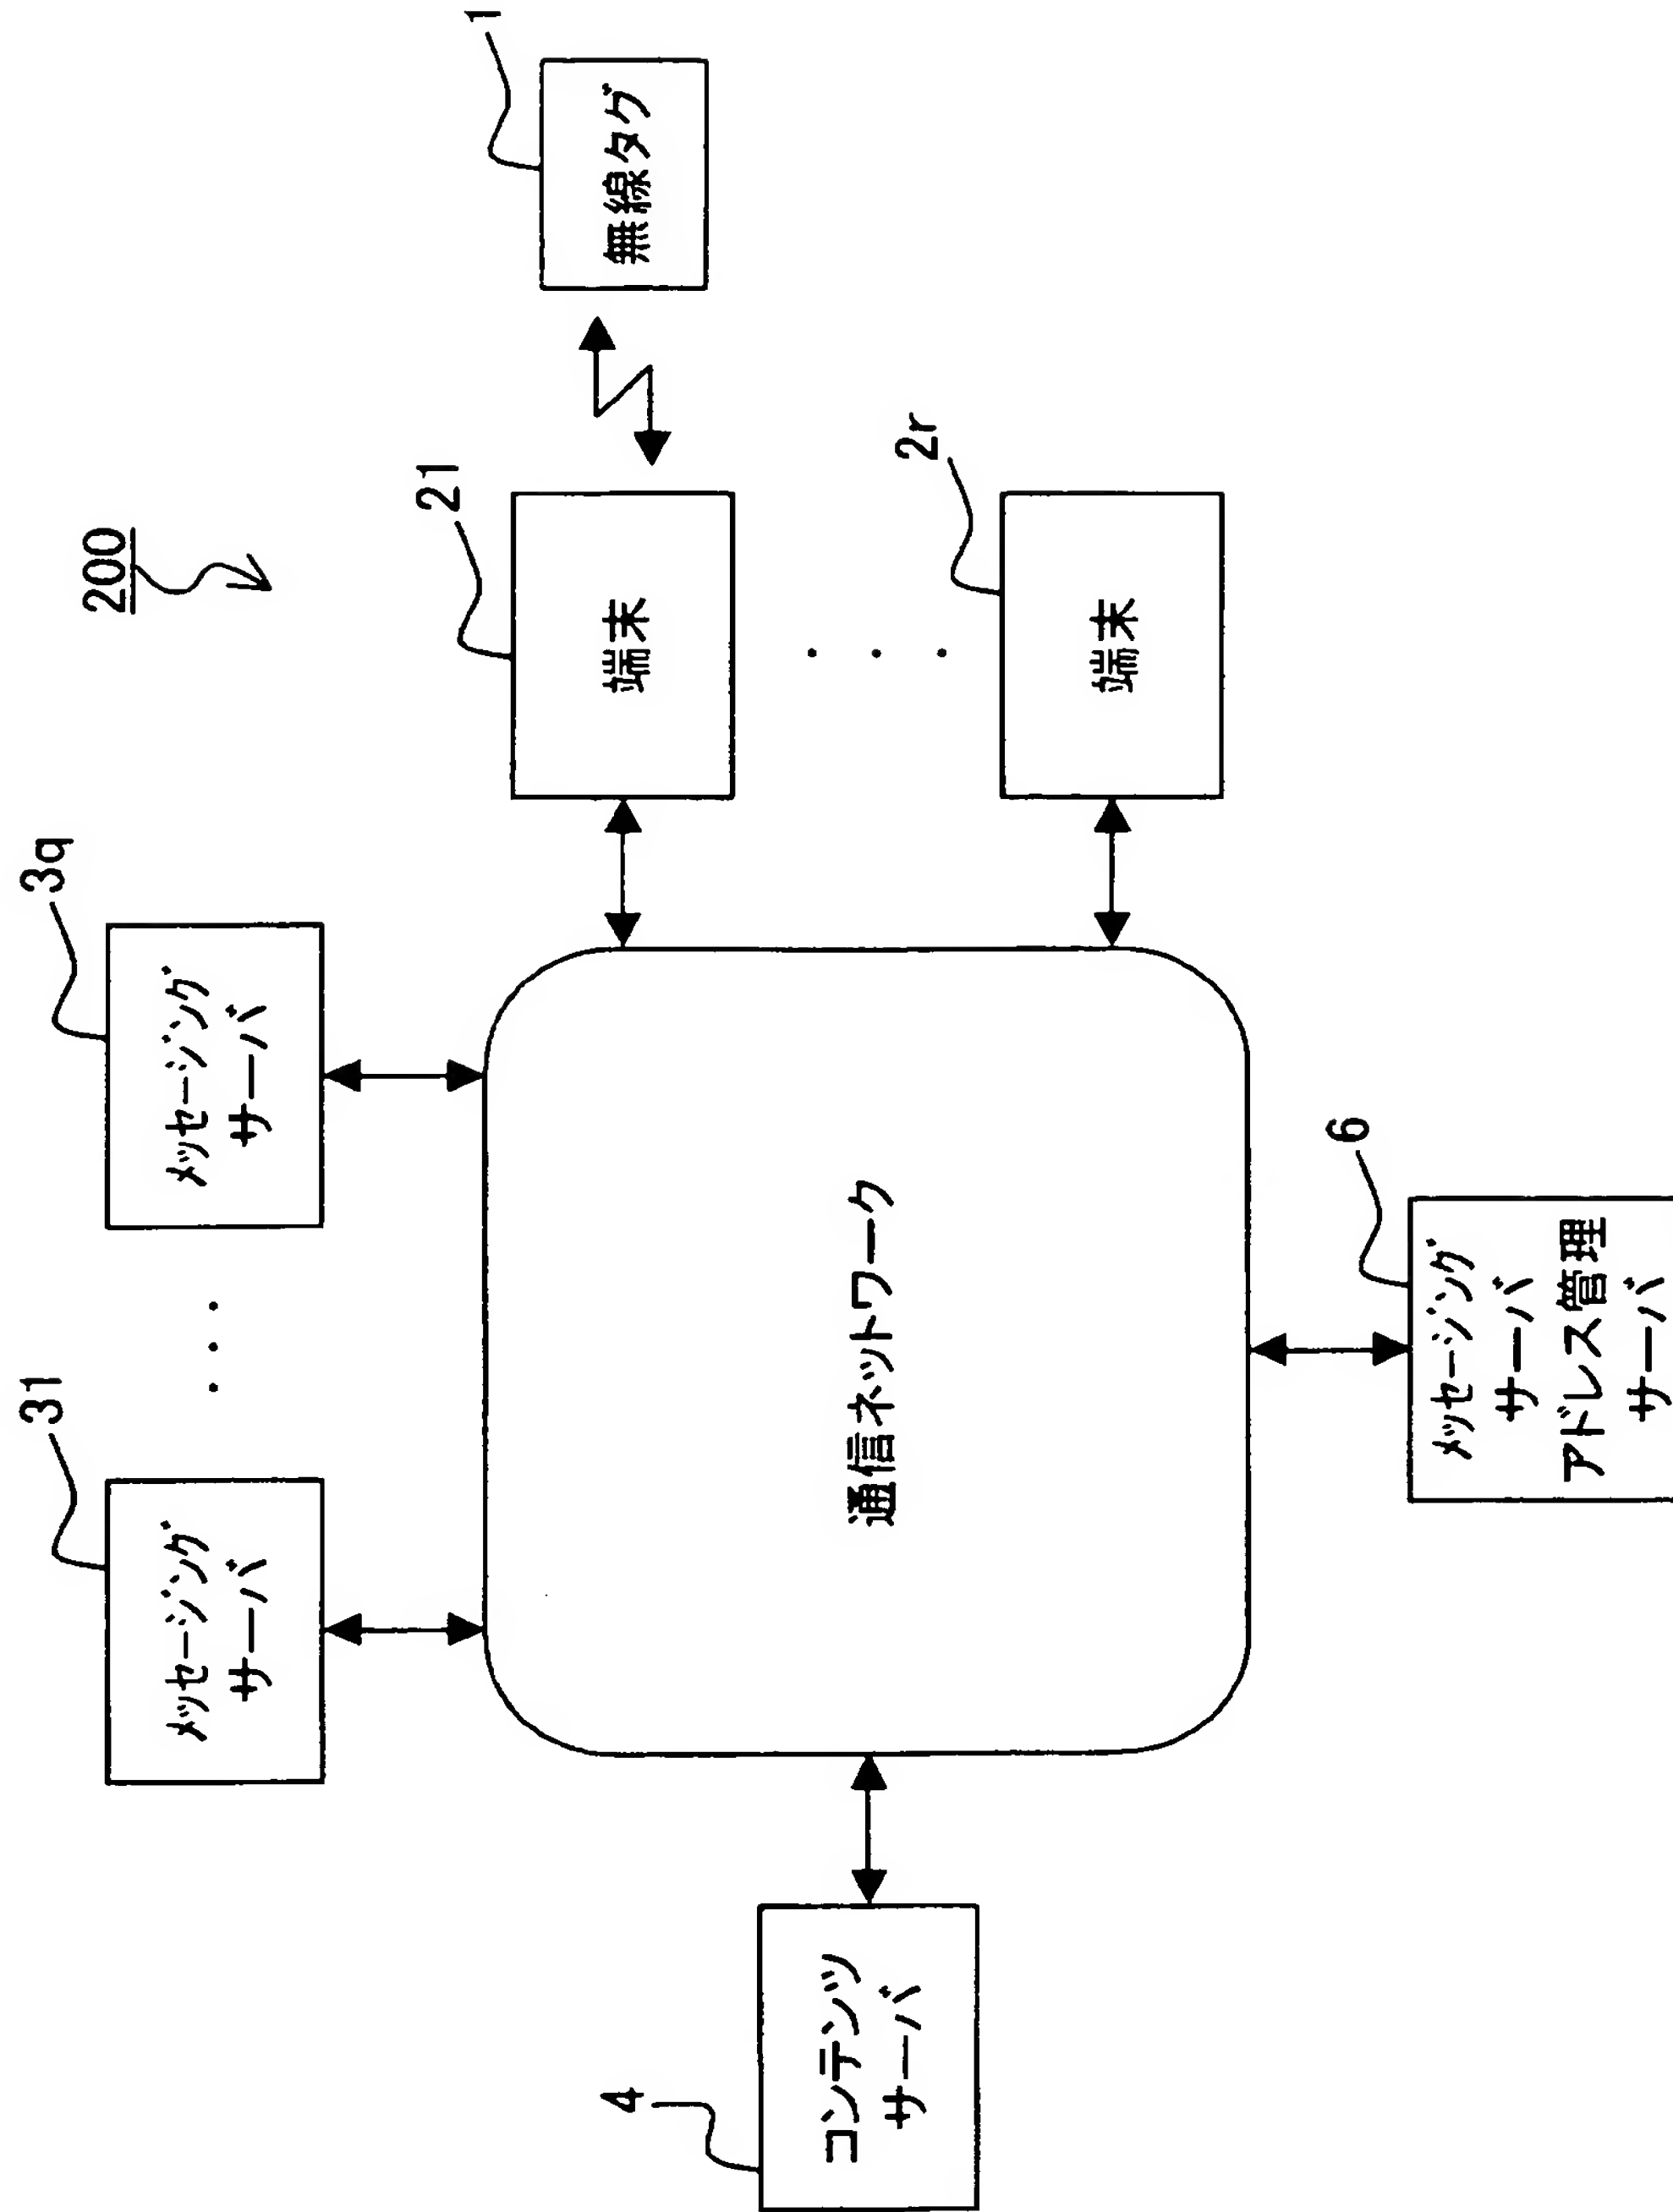 200
31
メッセージング
サーバ
・・・
3q
メッセージング
サーバ
21
端末
1
無線タグ
・・・
2r
端末
4
コンテンツ
サーバ
通信ネットワーク
6
メッセージング
サーバ
アドレス管理
サーバ